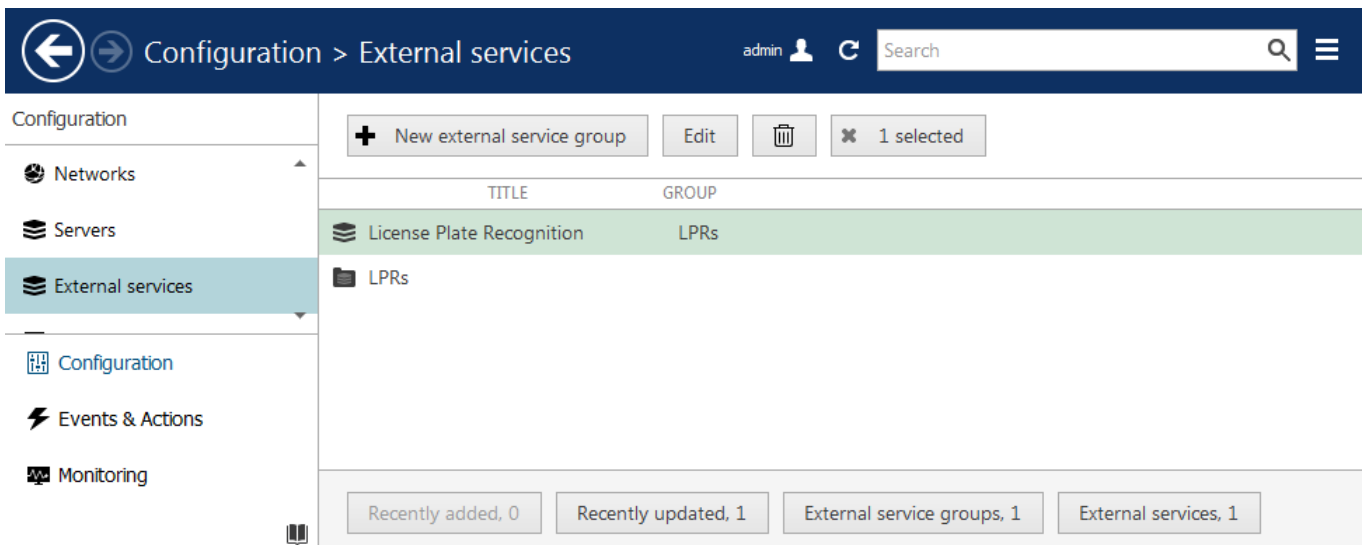 Configuration > External services
admin
Search
Configuration
Networks
Servers
External services
Configuration
Events & Actions
Monitoring
New external service group
Edit
1 selected
TITLE GROUP
License Plate Recognition LPRs
LPRs
Recently added, 0
Recently updated, 1
External service groups, 1
External services, 1